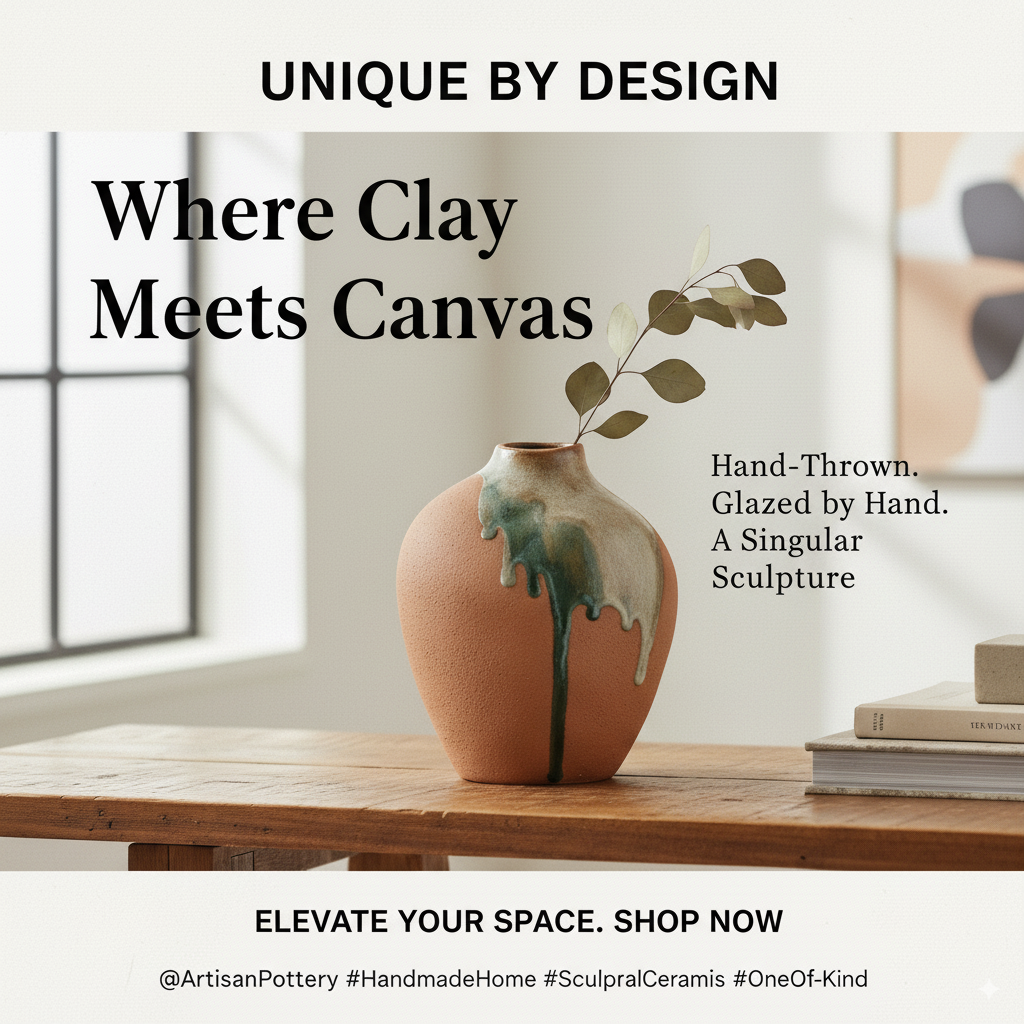 UNIQUE BY DESIGN
Where Clay
Meets Canvas
Hand-Thrown.
Glazed by Hand.
A Singular
Sculpture
ELEVATE YOUR SPACE. SHOP NOW
@ArtisanPottery #HandmadeHome #SculpralCeramis #OneOf-Kind